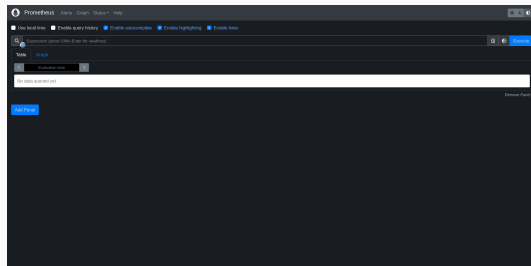 Prometheus Alerts Graph Status Help
Use local time Enable query history Enable autocomplete Enable highlighting Enable linter
Expression (press Shift+Enter for newlines) Execute
Table Graph
Evaluation time
No data queried yet
Remove Panel
Add Panel